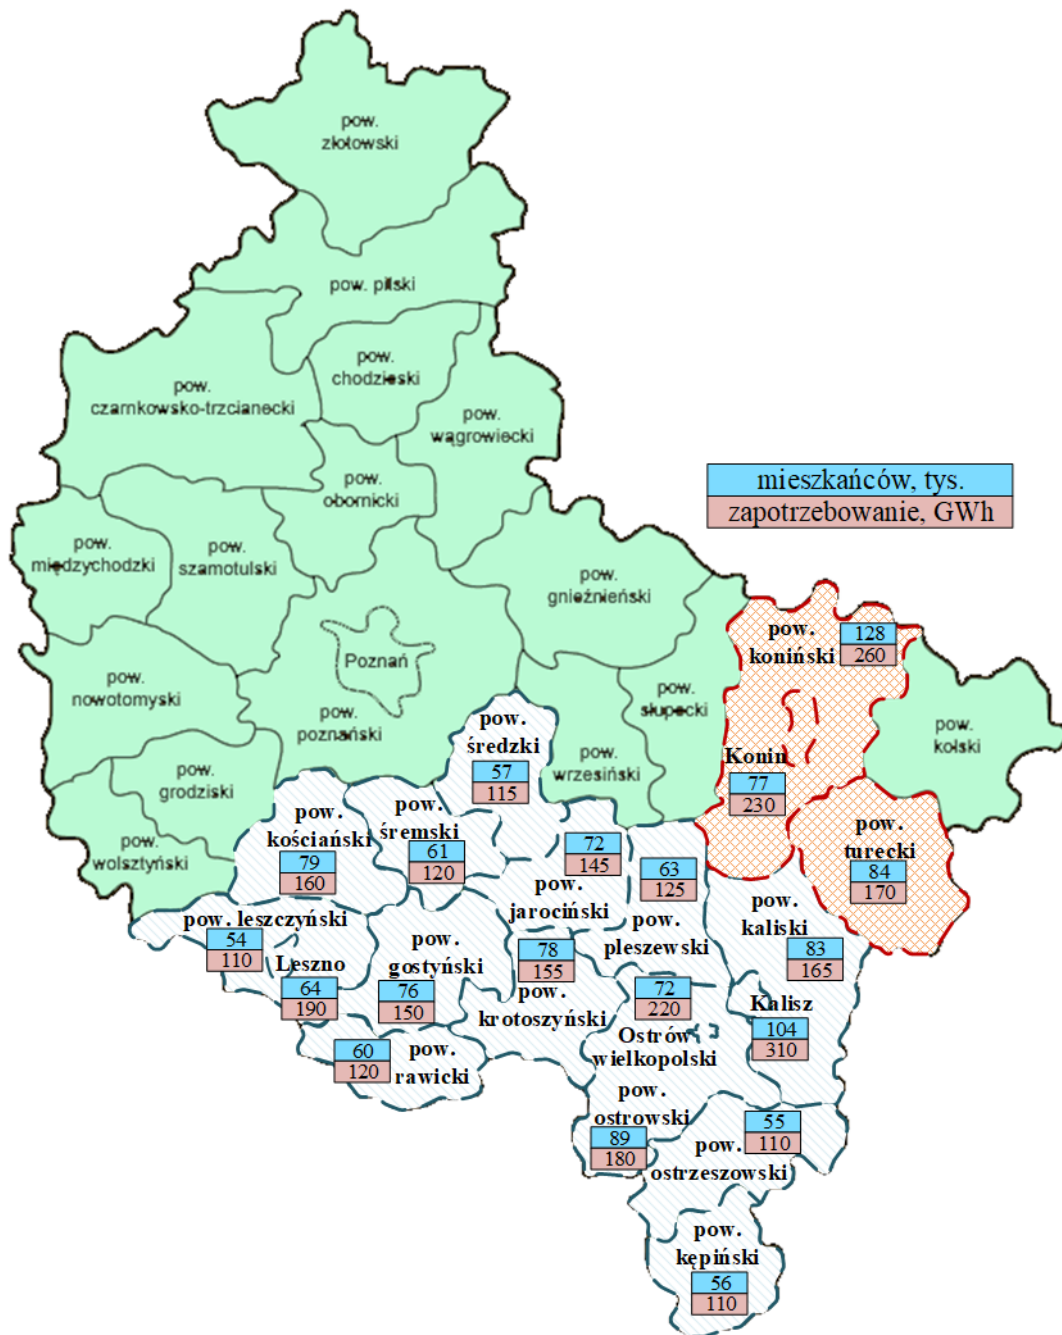 pow.
złotowski
pow. pilski
pow.
chodzieski
pow.
czarnkowsko-trzcianecki
pow.
wągrowiecki
pow.
obornicki
mieszkańców, tys.
zapotrzebowanie, GWh
pow.
międzychodzki
pow.
szamotulski
pow.
gnieźnieński
pow.
koniński
128
260
Poznań
pow.
nowotomyski
pow.
poznański
pow.
słupecki
pow.
kolski
pow.
średzki
57
115
pow.
wrzesiński
Konin
77
230
pow.
grodziski
pow.
wolsztyński
pow.
kościański
79
160
pow.
śremski
61
120
72
145
pow.
jarociński
63
125
pow.
pleszewski
pow.
turecki
84
170
pow.
kaliski
83
165
pow. leszczyński
54
110
Leszno
64
190
pow.
gostyński
76
150
78
155
pow.
krotoszyński
72
220
Ostrów
wielkopolski
Kalisz
104
310
60
120
pow.
rawicki
pow.
ostrowski
89
180
55
110
pow.
ostrzeszowski
pow.
kępiński
56
110